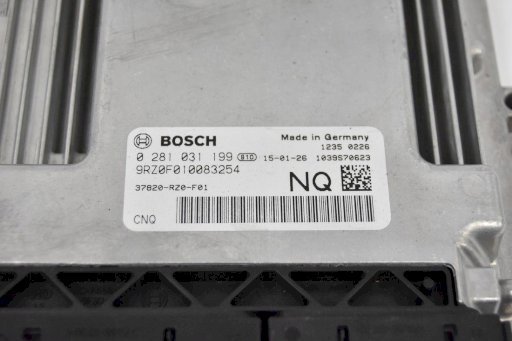 BOSCH Made in Germany
1235 0226
0 281 031 199 B10 15-01-26 1039S70623
9RZ0F010083254
NQ
37820-RZ0-F01
CNQ